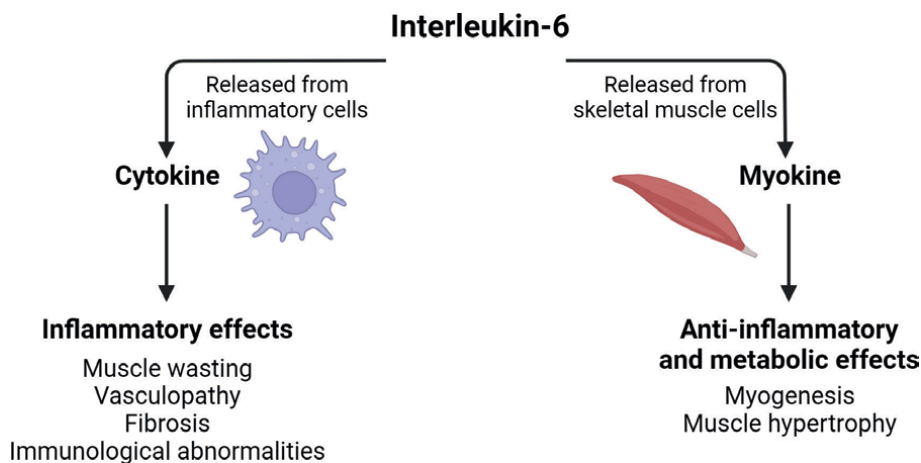 Interleukin-6
Released from
inflammatory cells
Cytokine
Inflammatory effects
Muscle wasting
Vasculopathy
Fibrosis
Immunological abnormalities
Released from
skeletal muscle cells
Myokine
Anti-inflammatory
and metabolic effects
Myogenesis
Muscle hypertrophy